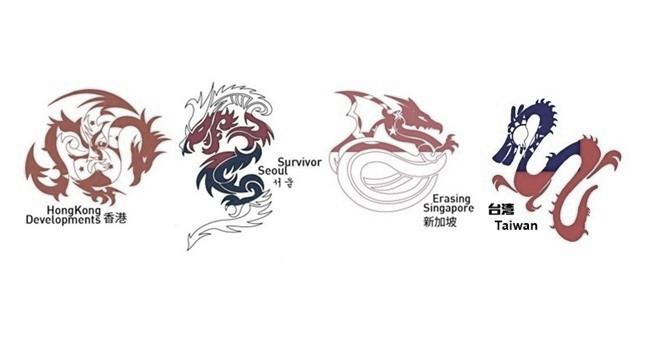 HongKong
Developments 香港
Survivor
Seoul
서울
Erasing
Singapore
新加坡
台湾
Taiwan